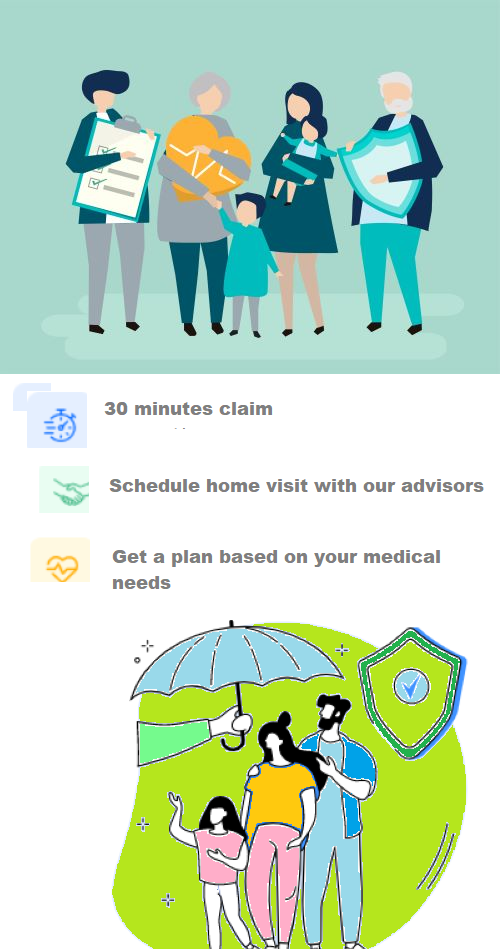 30 minutes claim
Schedule home visit with our advisors
Get a plan based on your medical
needs